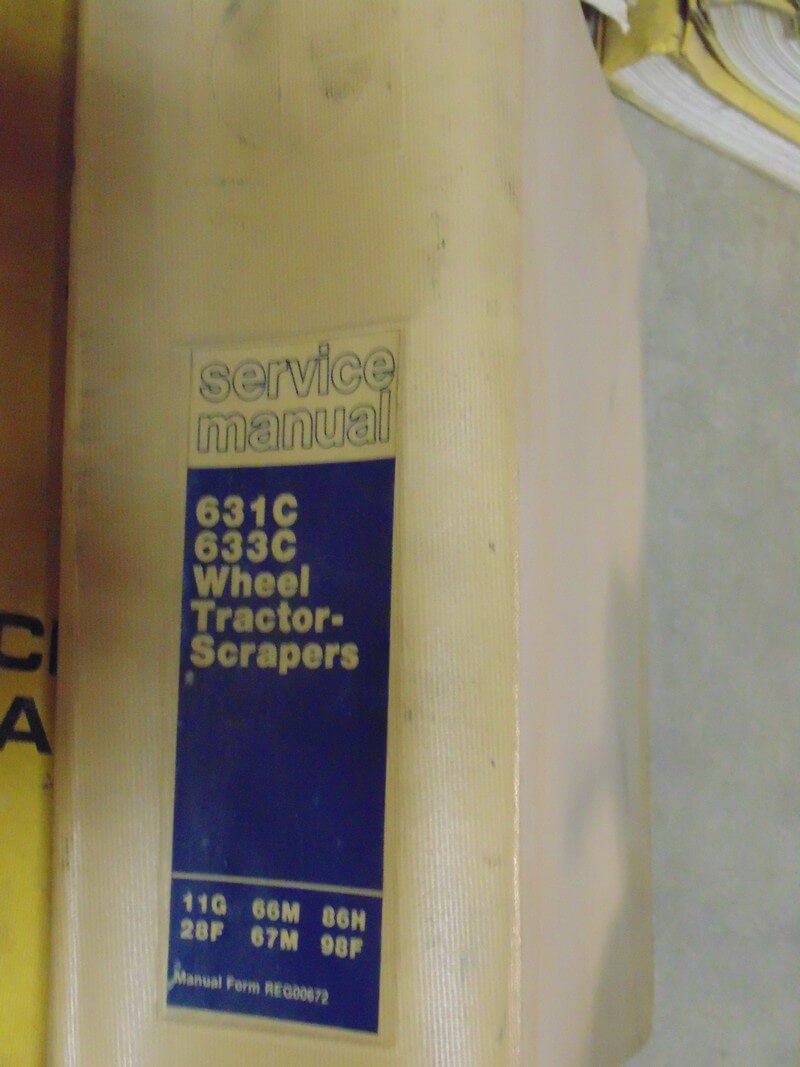 service
manual
631C
633C
Wheel
Tractor-
Scrapers
11G 66M 86H
28F 67M 98F
Manual Form REG00672
A